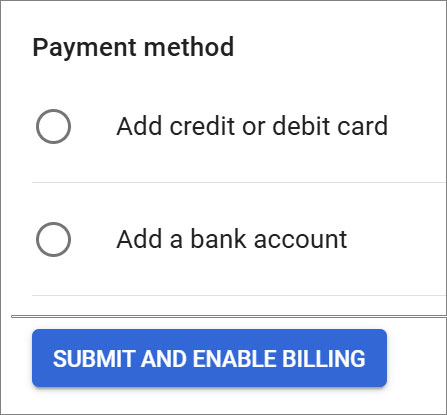 Payment method
Add credit or debit card
Add a bank account
SUBMIT AND ENABLE BILLING